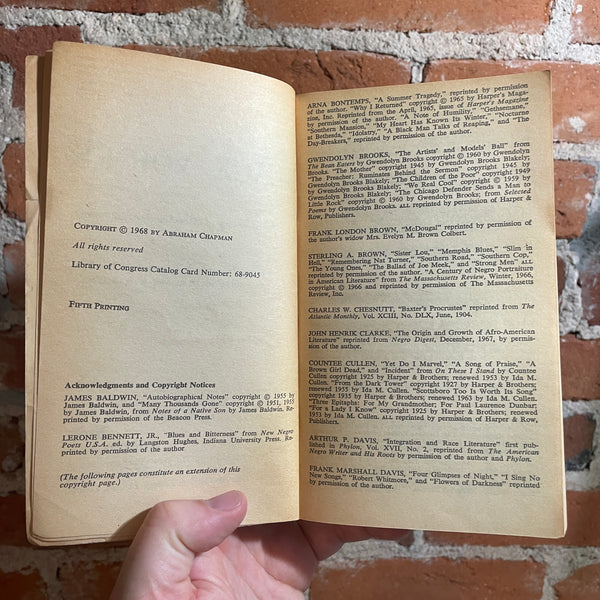 COPYRIGHT © 1968 BY ABRAHAM CHAPMAN
All rights reserved
Library of Congress Catalog Card Number: 68-9045
FIFTH PRINTING
Acknowledgments and Copyright Notices
JAMES BALDWIN, "Autobiographical Notes" copyright © 1955 by
James Baldwin, and "Many Thousands Gone" copyright © 1951, 1955
by James Baldwin, from Notes of a Native Son by James Baldwin. Re-
printed by permission of the Beacon Press.
LERONE BENNETT, JR., "Blues and Bitterness" from New Negro
Poets U.S.A. ed. by Langston Hughes, Indiana University Press. Re-
printed by permission of the author.
(The following pages constitute an extension of this
copyright page.)
ARNA BONTEMPS, "A Summer Tragedy," reprinted by permission
of the author. "Why I Returned" copyright © 1965 by Harper's Maga-
zine, Inc. Reprinted from the April, 1965, issue of Harper's Magazine
by permission of the author. "A Note of Humility," "Gethsemane,"
"Southern Mansion," "My Heart Has Known Its Winter," "Nocturne
at Bethesda," "Idolatry," "A Black Man Talks of Reaping," and "The
Day-Breakers," reprinted by permission of the author.
GWENDOLYN BROOKS, "The Artists' and Models' Ball" from
The Bean Eaters by Gwendolyn Brooks copyright © 1960 by Gwendolyn
Brooks. "The Mother" copyright 1945 by Gwendolyn Brooks Blakely;
"The Preacher: Ruminates Behind the Sermon" copyright 1945 by
Gwendolyn Brooks Blakely; "The Children of the Poor" copyright 1949
by Gwendolyn Brooks Blakely; "We Real Cool" copyright © 1959 by
Gwendolyn Brooks; "The Chicago Defender Sends a Man to
Little Rock" copyright © 1960 by Gwendolyn Brooks; from Selected
Poems by Gwendolyn Brooks. ALL reprinted by permission of Harper &
Row, Publishers.
FRANK LONDON BROWN, "McDougal" reprinted by permission of
the author's widow Mrs. Evelyn M. Brown Colbert.
STERLING A. BROWN, "Sister Lou," "Memphis Blues," "Slim in
Hell," "Remembering Nat Turner," "Southern Road," "Southern Cop,"
"The Young Ones," "The Ballad of Joe Meek," and "Strong Men" ALL
reprinted by permission of the author. "A Century of Negro Portraiture
in American Literature" from The Massachusetts Review, Winter, 1966,
copyright © 1966 and reprinted by permission of The Massachusetts
Review, Inc.
CHARLES W. CHESNUTT, "Baxter's Procrustes" reprinted from The
Atlantic Monthly, Vol. XCIII, No. DLX, June, 1904.
JOHN HENRIK CLARKE, "The Origin and Growth of Afro-American
Literature" reprinted from Negro Digest, December, 1967, by permis-
sion of the author.
COUNTEE CULLEN, "Yet Do I Marvel," "A Song of Praise," "A
Brown Girl Dead," and "Incident" from On These I Stand by Countee
Cullen copyright 1925 by Harper & Brothers; renewed 1953 by Ida M.
Cullen. "From the Dark Tower" copyright 1927 by Harper & Brothers;
renewed 1955 by Ida M. Cullen. "Scottsboro Too Is Worth Its Song"
copyright 1935 by Harper & Brothers; renewed 1963 by Ida M. Cullen.
"Three Epitaphs: For My Grandmother; For Paul Laurence Dunbar;
"For a Lady I Know" copyright 1925 by Harper & Brothers; renewed
1953 by Ida M. Cullen. ALL reprinted by permission of Harper & Row,
Publishers.
ARTHUR P. DAVIS, "Integration and Race Literature" first pub-
lished in Phylon, Vol. XVII, No. 2, reprinted from The American
Negro Writer and His Roots by permission of the author and Phylon.
FRANK MARSHALL DAVIS, "Four Glimpses of Night," "I Sing No
New Songs," "Robert Whitmore," and "Flowers of Darkness" reprinted
by permission of the author.